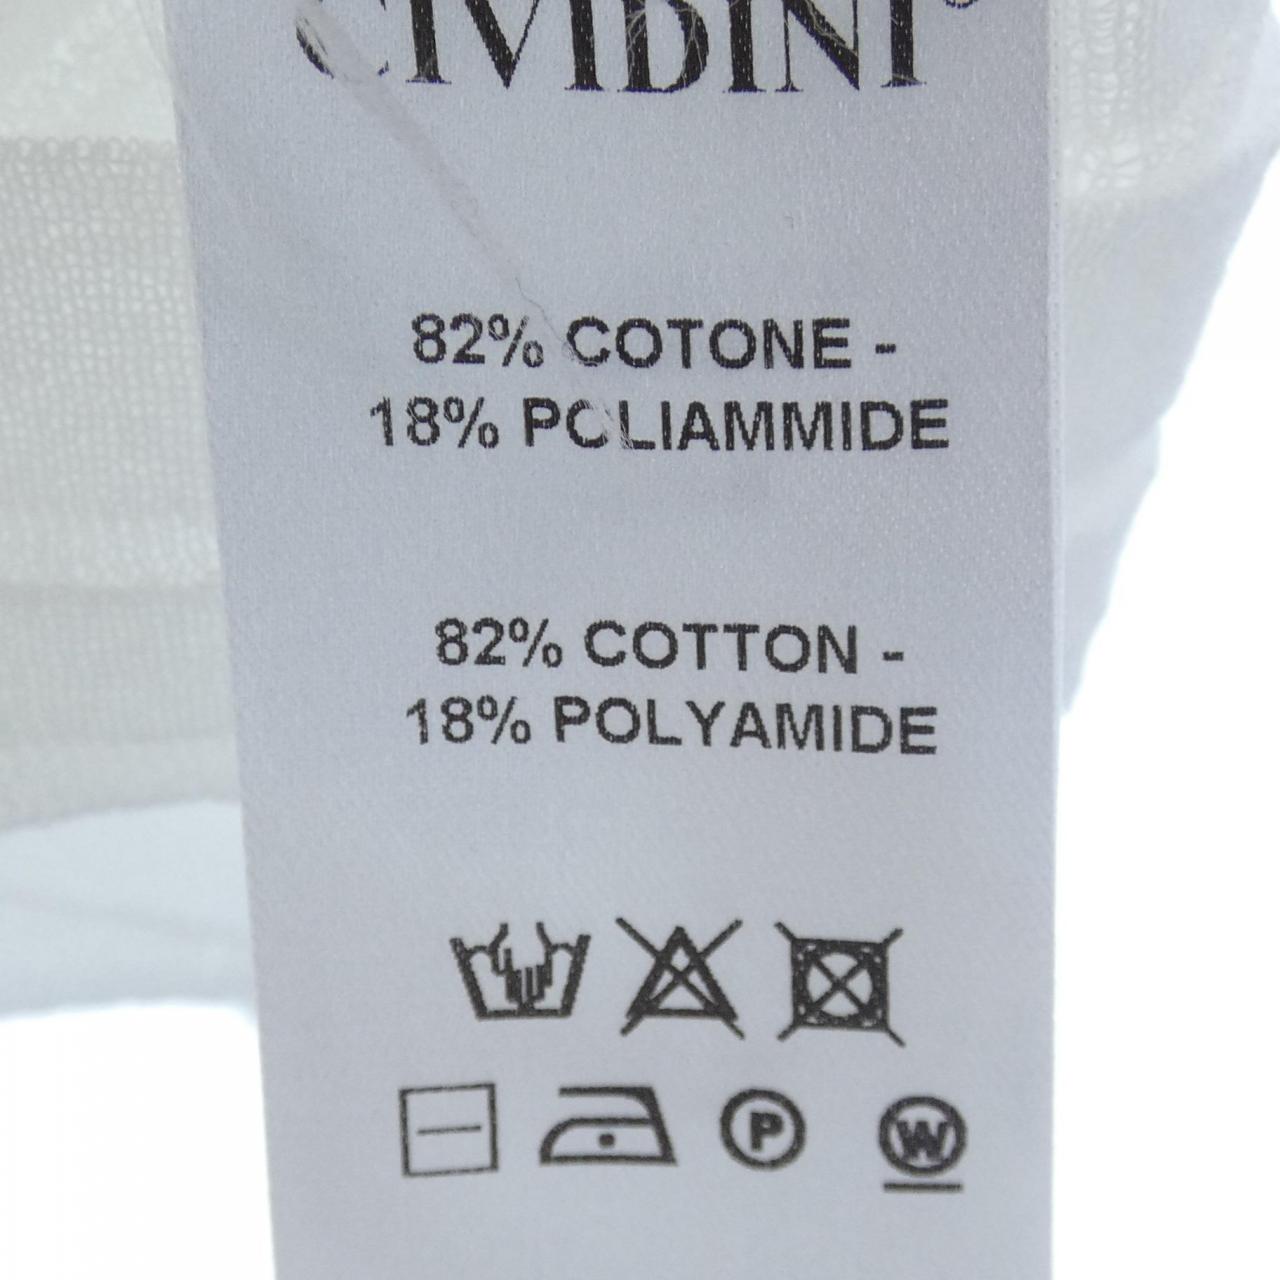 CIVIDINI®
82% COTONE -
18% POLIAMMIDE
82% COTTON -
18% POLYAMIDE
P W